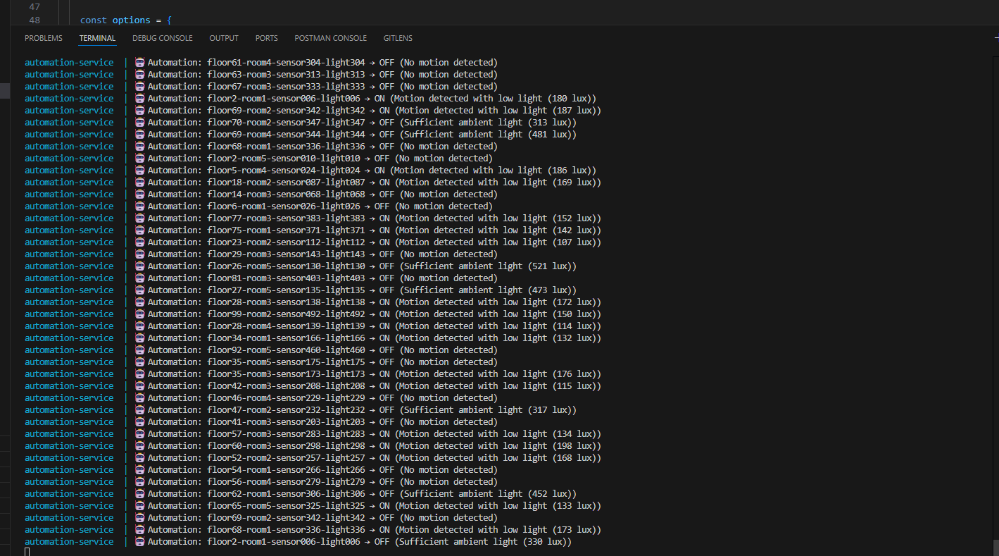 47
48 const options = {
PROBLEMS TERMINAL DEBUG CONSOLE OUTPUT PORTS POSTMAN CONSOLE GITLENS
automation-service | Automation: floor61-room4-sensor304-light304 → OFF (No motion detected)
automation-service | Automation: floor63-room3-sensor313-light313 → OFF (No motion detected)
automation-service | Automation: floor67-room3-sensor333-light333 → OFF (No motion detected)
automation-service | Automation: floor2-room1-sensor006-light006 → ON (Motion detected with low light (180 lux))
automation-service | Automation: floor69-room2-sensor342-light342 → ON (Motion detected with low light (187 lux))
automation-service | Automation: floor70-room2-sensor347-light347 → OFF (Sufficient ambient light (313 lux))
automation-service | Automation: floor69-room4-sensor344-light344 → OFF (Sufficient ambient light (481 lux))
automation-service | Automation: floor68-room1-sensor336-light336 → OFF (No motion detected)
automation-service | Automation: floor2-room5-sensor010-light010 → OFF (No motion detected)
automation-service | Automation: floor5-room4-sensor024-light024 → ON (Motion detected with low light (186 lux))
automation-service | Automation: floor18-room2-sensor087-light087 → ON (Motion detected with low light (169 lux))
automation-service | Automation: floor14-room3-sensor068-light068 → OFF (No motion detected)
automation-service | Automation: floor6-room1-sensor026-light026 → OFF (No motion detected)
automation-service | Automation: floor77-room3-sensor383-light383 → ON (Motion detected with low light (152 lux))
automation-service | Automation: floor75-room1-sensor371-light371 → ON (Motion detected with low light (142 lux))
automation-service | Automation: floor23-room2-sensor112-light112 → ON (Motion detected with low light (107 lux))
automation-service | Automation: floor29-room3-sensor143-light143 → OFF (No motion detected)
automation-service | Automation: floor26-room5-sensor130-light130 → OFF (Sufficient ambient light (521 lux))
automation-service | Automation: floor81-room3-sensor403-light403 → OFF (No motion detected)
automation-service | Automation: floor27-room5-sensor135-light135 → OFF (Sufficient ambient light (473 lux))
automation-service | Automation: floor28-room3-sensor138-light138 → ON (Motion detected with low light (172 lux))
automation-service | Automation: floor99-room2-sensor492-light492 → ON (Motion detected with low light (150 lux))
automation-service | Automation: floor28-room4-sensor139-light139 → ON (Motion detected with low light (114 lux))
automation-service | Automation: floor34-room1-sensor166-light166 → ON (Motion detected with low light (132 lux))
automation-service | Automation: floor92-room5-sensor460-light460 → OFF (No motion detected)
automation-service | Automation: floor35-room5-sensor175-light175 → OFF (No motion detected)
automation-service | Automation: floor35-room3-sensor173-light173 → ON (Motion detected with low light (176 lux))
automation-service | Automation: floor42-room3-sensor208-light208 → ON (Motion detected with low light (115 lux))
automation-service | Automation: floor46-room4-sensor229-light229 → OFF (No motion detected)
automation-service | Automation: floor47-room2-sensor232-light232 → OFF (Sufficient ambient light (317 lux))
automation-service | Automation: floor41-room3-sensor203-light203 → OFF (No motion detected)
automation-service | Automation: floor57-room3-sensor283-light283 → ON (Motion detected with low light (134 lux))
automation-service | Automation: floor60-room3-sensor298-light298 → ON (Motion detected with low light (198 lux))
automation-service | Automation: floor52-room2-sensor257-light257 → ON (Motion detected with low light (168 lux))
automation-service | Automation: floor54-room1-sensor266-light266 → OFF (No motion detected)
automation-service | Automation: floor56-room4-sensor279-light279 → OFF (No motion detected)
automation-service | Automation: floor62-room1-sensor306-light306 → OFF (Sufficient ambient light (452 lux))
automation-service | Automation: floor65-room5-sensor325-light325 → ON (Motion detected with low light (133 lux))
automation-service | Automation: floor69-room2-sensor342-light342 → OFF (No motion detected)
automation-service | Automation: floor68-room1-sensor336-light336 → ON (Motion detected with low light (173 lux))
automation-service | Automation: floor2-room1-sensor006-light006 → OFF (Sufficient ambient light (330 lux))